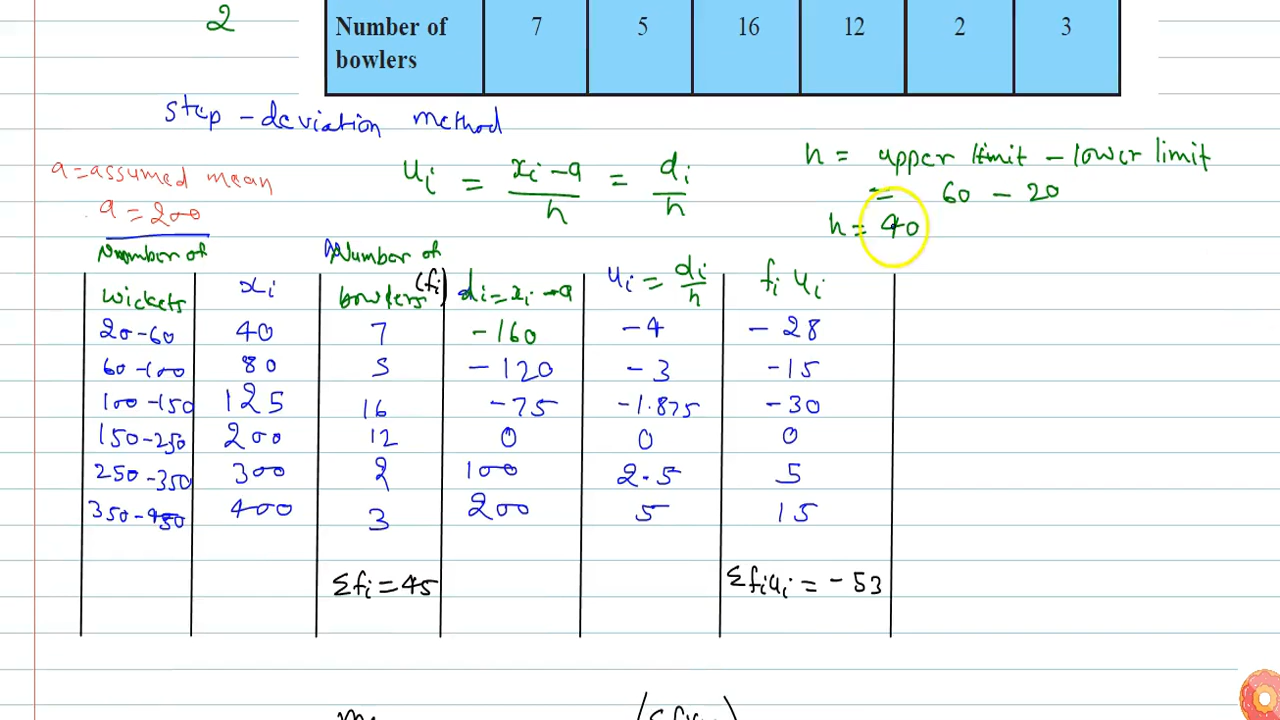 2
Number of bowlers 7 5 16 12 2 3
step-deviation method
a = assumed mean
a = 200
ui = xi - a / h = di / h
h = upper limit - lower limit
= 60 - 20
h = 40
Number of wickets xi Number of bowlers (fi) di = xi - a ui = di / h fi ui
20-60 40 7 -160 -4 -28
60-100 80 5 -120 -3 -15
100-150 125 16 -75 -1.875 -30
150-250 200 12 0 0 0
250-350 300 2 100 2.5 5
350-450 400 3 200 5 15
Σfi = 45 Σfiui = -53